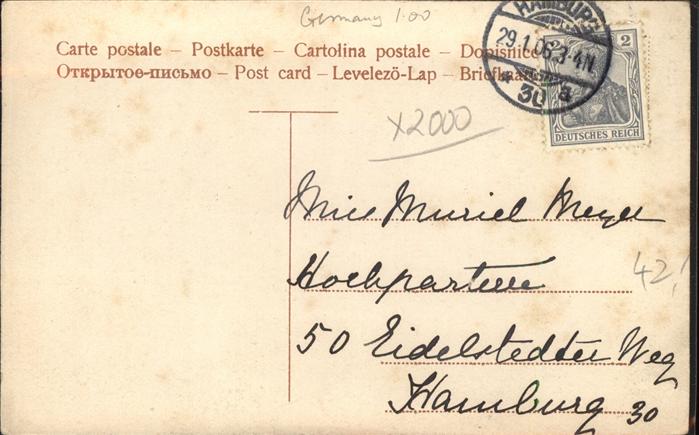 Germany 1.00
Carte postale – Postkarte – Cartolina postale – Dopisnice
Открытое-письмо – Post card – Levelező-Lap – Briefkaart
HAMBURG
29.1.06.3-4N.
* 30 a
2
DEUTSCHES REICH
x2000
Miss Muriel Meyer
Hochparterre
42!
50 Eidelstedter Weg
Hamburg 30